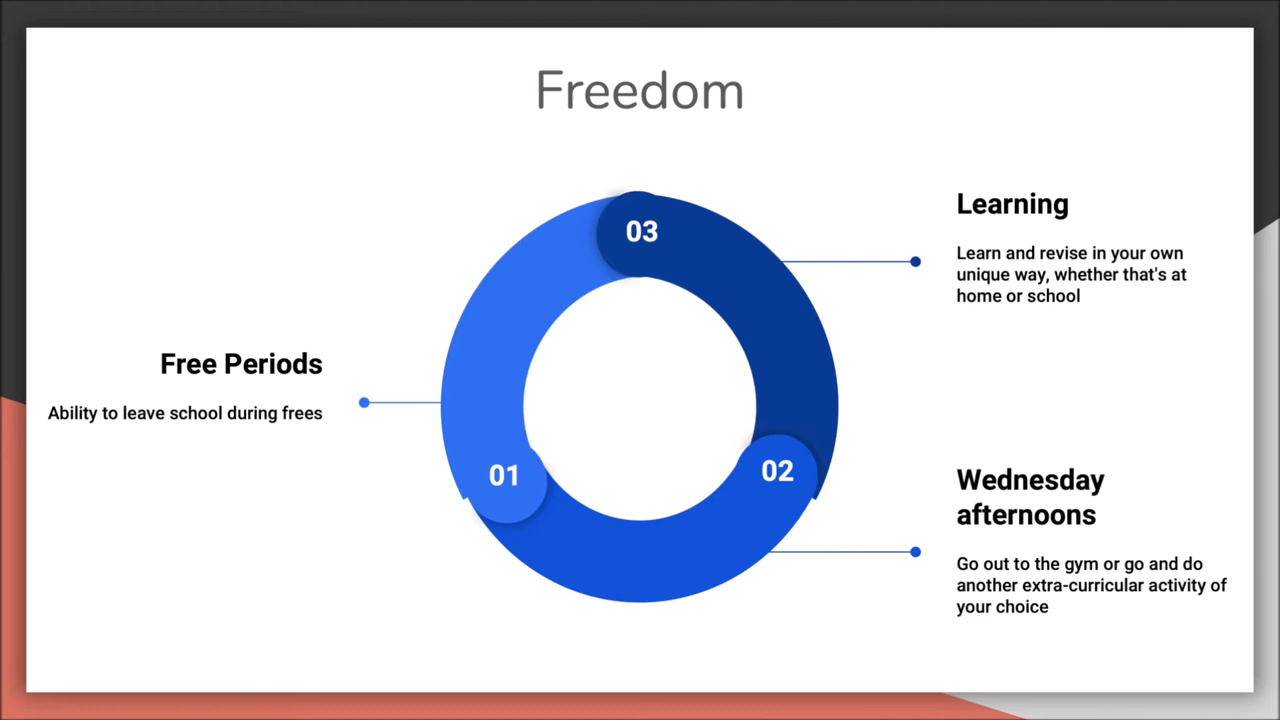 Freedom
03
Learning
Learn and revise in your own
unique way, whether that's at
home or school
Free Periods
Ability to leave school during frees
01
02
Wednesday
afternoons
Go out to the gym or go and do
another extra-curricular activity of
your choice